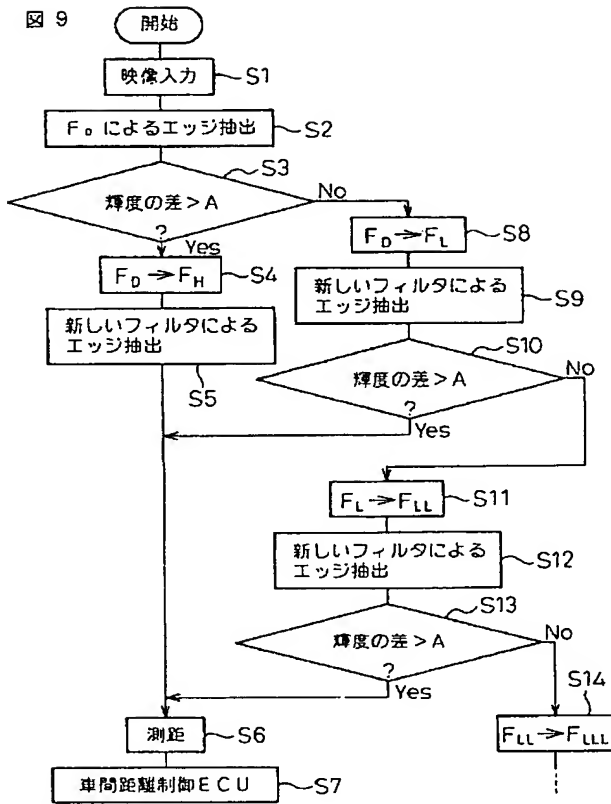 図 9
開始
映像入力
S1
F_D によるエッジ抽出
S2
S3
輝度の差>A
?
No
Yes
F_D→F_H
S4
新しいフィルタによる
エッジ抽出
S5
F_D→F_L
S8
新しいフィルタによる
エッジ抽出
S9
S10
輝度の差>A
?
No
Yes
F_L→F_LL
S11
新しいフィルタによる
エッジ抽出
S12
S13
輝度の差>A
?
No
Yes
S14
F_LL→F_LLL
測距
S6
車間距離制御ECU
S7